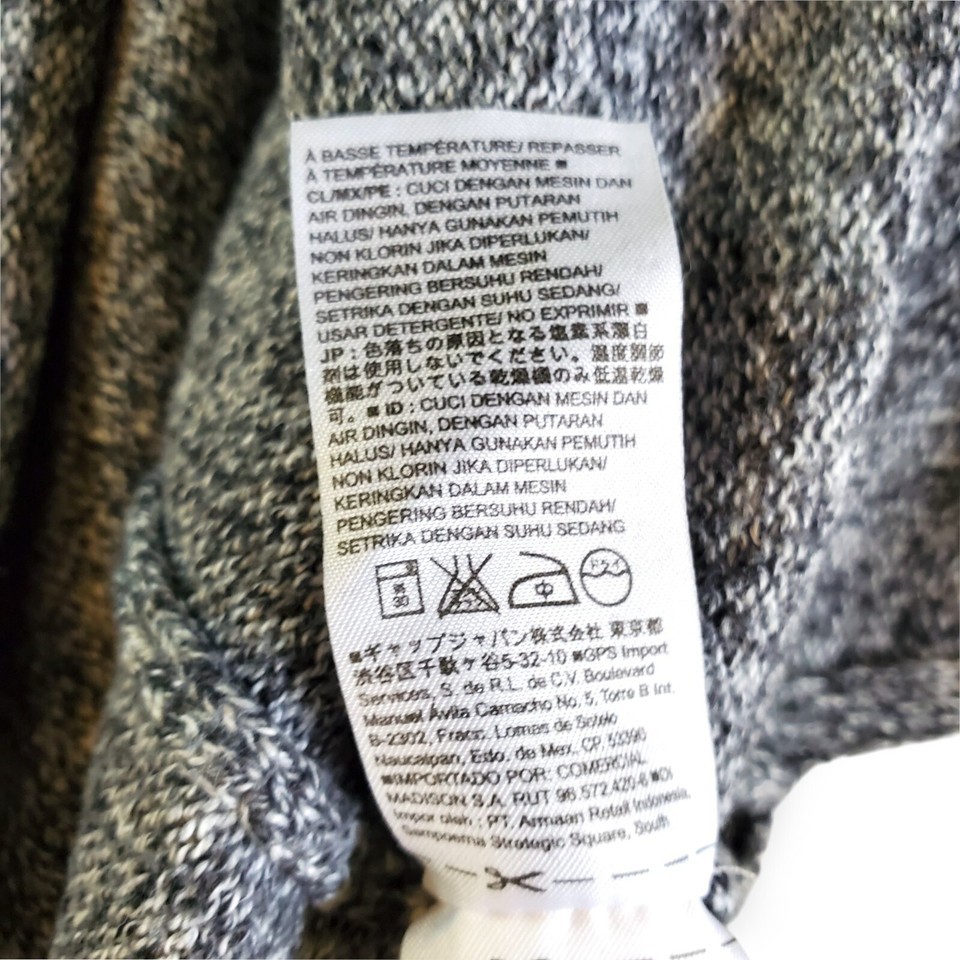 À BASSE TEMPÉRATURE/ REPASSER
À TEMPÉRATURE MOYENNE ■
CL/MX/PE : CUCI DENGAN MESIN DAN
AIR DINGIN, DENGAN PUTARAN
HALUS/ HANYA GUNAKAN PEMUTIH
NON KLORIN JIKA DIPERLUKAN/
KERINGKAN DALAM MESIN
PENGERING BERSUHU RENDAH/
SETRIKA DENGAN SUHU SEDANG/
USAR DETERGENTE/ NO EXPRIMIR ■
JP : 色落ちの原因となる塩素系漂白
剤は使用しないでください。温度調節
機能がついている乾燥機のみ低温乾燥
可。■ ID : CUCI DENGAN MESIN DAN
AIR DINGIN, DENGAN PUTARAN
HALUS/ HANYA GUNAKAN PEMUTIH
NON KLORIN JIKA DIPERLUKAN/
KERINGKAN DALAM MESIN
PENGERING BERSUHU RENDAH/
SETRIKA DENGAN SUHU SEDANG
弱 30 中 ドライ
■ギャップジャパン株式会社 東京都
渋谷区千駄ヶ谷5-32-10 ■GPS Import
Services, S. de R.L. de C.V. Boulevard
Manuel Ávila Camacho No. 5, Torre B Int.
B-2302, Fracc. Lomas de Sotelo
Naucalpan, Edo. de Mex. CP. 53390
■IMPORTADO POR: COMERCIAL
MADISON S.A. RUT 96.572.420-6 ■DI
Impor oleh : PT. Armaan Retail Indonesia,
Sampoerna Strategic Square, South